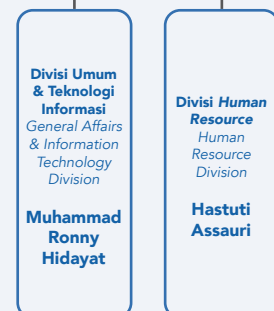 Divisi Umum
& Teknologi
Informasi
General Affairs
& Information
Technology
Division
Muhammad
Ronny
Hidayat
Divisi Human
Resource
Human
Resource
Division
Hastuti
Assauri